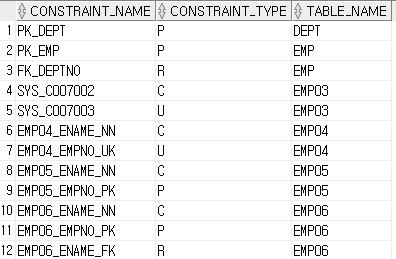 CONSTRAINT_NAME CONSTRAINT_TYPE TABLE_NAME
1 PK_DEPT P DEPT
2 PK_EMP P EMP
3 FK_DEPTNO R EMP
4 SYS_C007002 C EMP03
5 SYS_C007003 U EMP03
6 EMP04_ENAME_NN C EMP04
7 EMP04_EMPNO_UK U EMP04
8 EMP05_ENAME_NN C EMP05
9 EMP05_EMPNO_PK P EMP05
10 EMP06_ENAME_NN C EMP06
11 EMP06_EMPNO_PK P EMP06
12 EMP06_ENAME_FK R EMP06